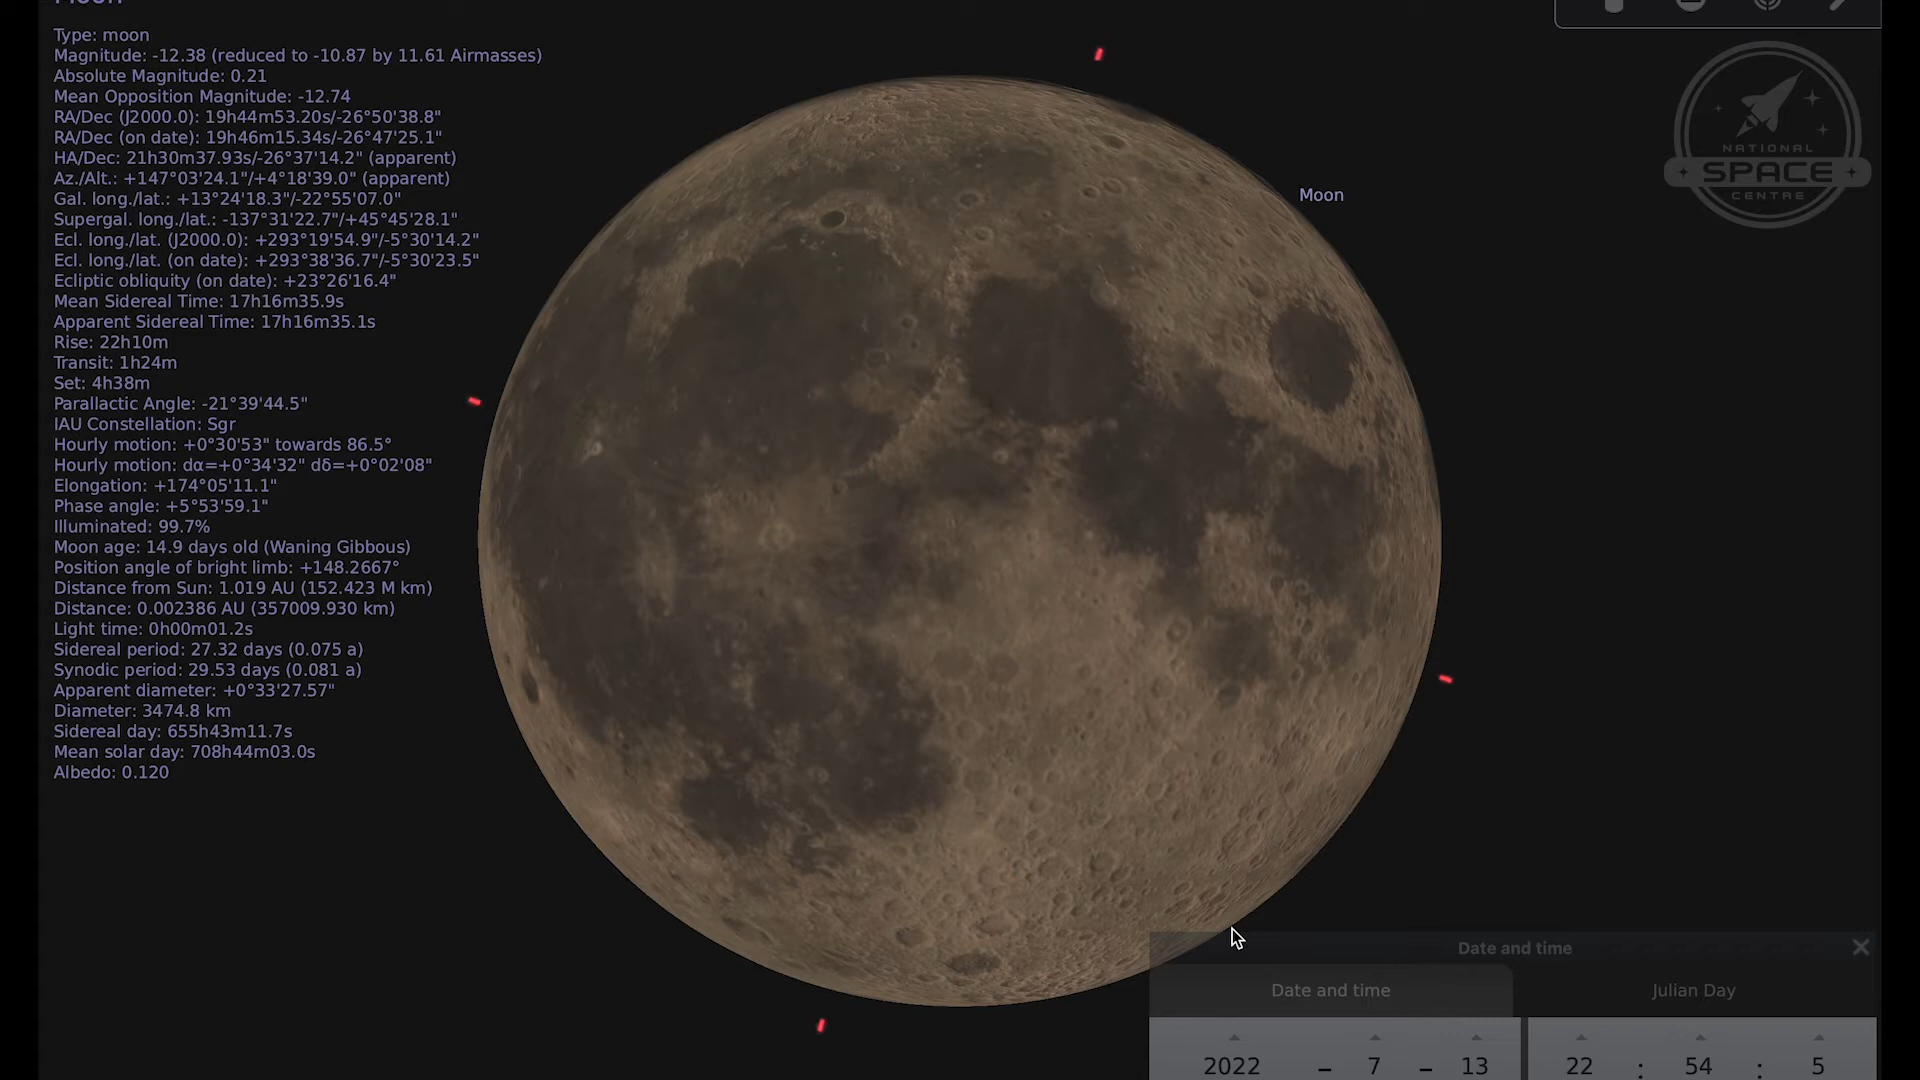 Moon
Type: moon
Magnitude: -12.38 (reduced to -10.87 by 11.61 Airmasses)
Absolute Magnitude: 0.21
Mean Opposition Magnitude: -12.74
RA/Dec (J2000.0): 19h44m53.20s/-26°50'38.8"
RA/Dec (on date): 19h46m15.34s/-26°47'25.1"
HA/Dec: 21h30m37.93s/-26°37'14.2" (apparent)
Az./Alt.: +147°03'24.1"/+4°18'39.0" (apparent)
Gal. long./lat.: +13°24'18.3"/-22°55'07.0"
Supergal. long./lat.: -137°31'22.7"/+45°45'28.1"
Ecl. long./lat. (J2000.0): +293°19'54.9"/-5°30'14.2"
Ecl. long./lat. (on date): +293°38'36.7"/-5°30'23.5"
Ecliptic obliquity (on date): +23°26'16.4"
Mean Sidereal Time: 17h16m35.9s
Apparent Sidereal Time: 17h16m35.1s
Rise: 22h10m
Transit: 1h24m
Set: 4h38m
Parallactic Angle: -21°39'44.5"
IAU Constellation: Sgr
Hourly motion: +0°30'53" towards 86.5°
Hourly motion: dα=+0°34'32" dδ=+0°02'08"
Elongation: +174°05'11.1"
Phase angle: +5°53'59.1"
Illuminated: 99.7%
Moon age: 14.9 days old (Waning Gibbous)
Position angle of bright limb: +148.2667°
Distance from Sun: 1.019 AU (152.423 M km)
Distance: 0.002386 AU (357009.930 km)
Light time: 0h00m01.2s
Sidereal period: 27.32 days (0.075 a)
Synodic period: 29.53 days (0.081 a)
Apparent diameter: +0°33'27.57"
Diameter: 3474.8 km
Sidereal day: 655h43m11.7s
Mean solar day: 708h44m03.0s
Albedo: 0.120
Moon
NATIONAL
SPACE
CENTRE
Date and time
Date and time Julian Day
2022 – 7 – 13 22 : 54 : 5